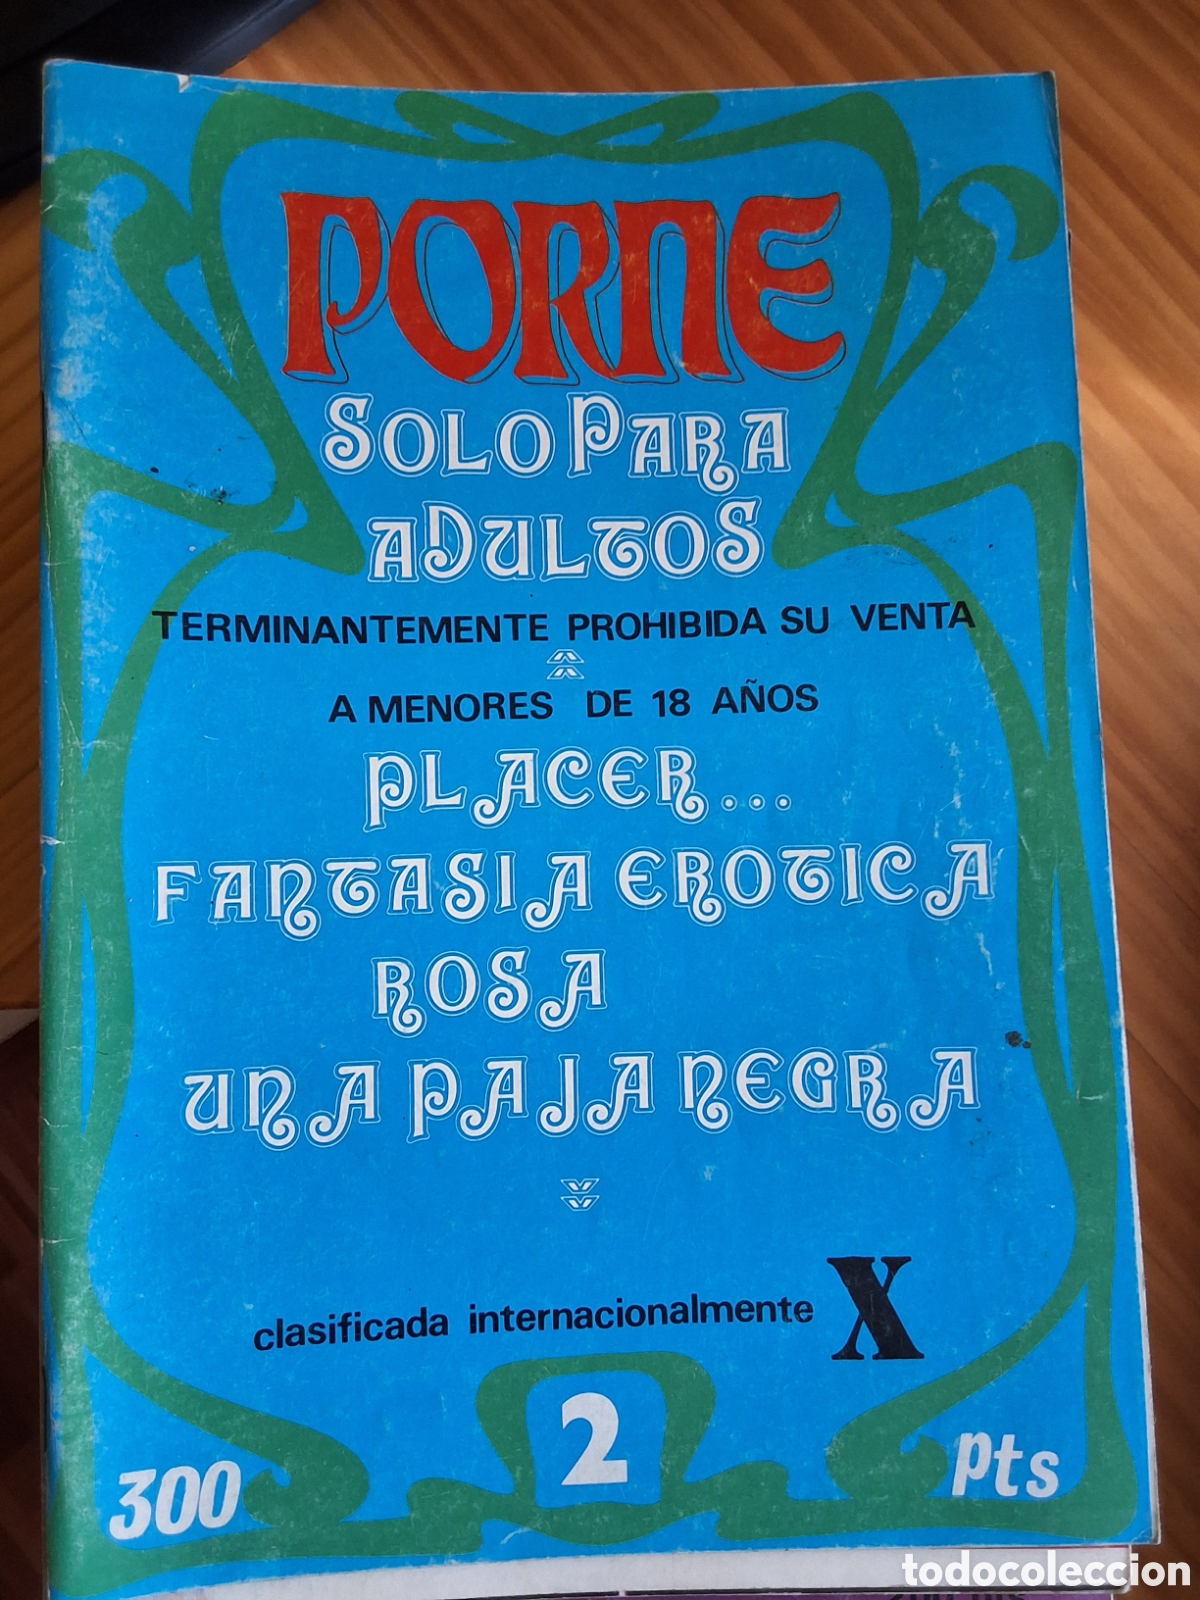 PORNE
SOLO PARA
ADULTOS
TERMINANTEMENTE PROHIBIDA SU VENTA
A MENORES DE 18 AÑOS
PLACER...
FANTASIA EROTICA
ROSA
UNA PAJA NEGRA
clasificada internacionalmente X
2
300 pts
todocoleccion